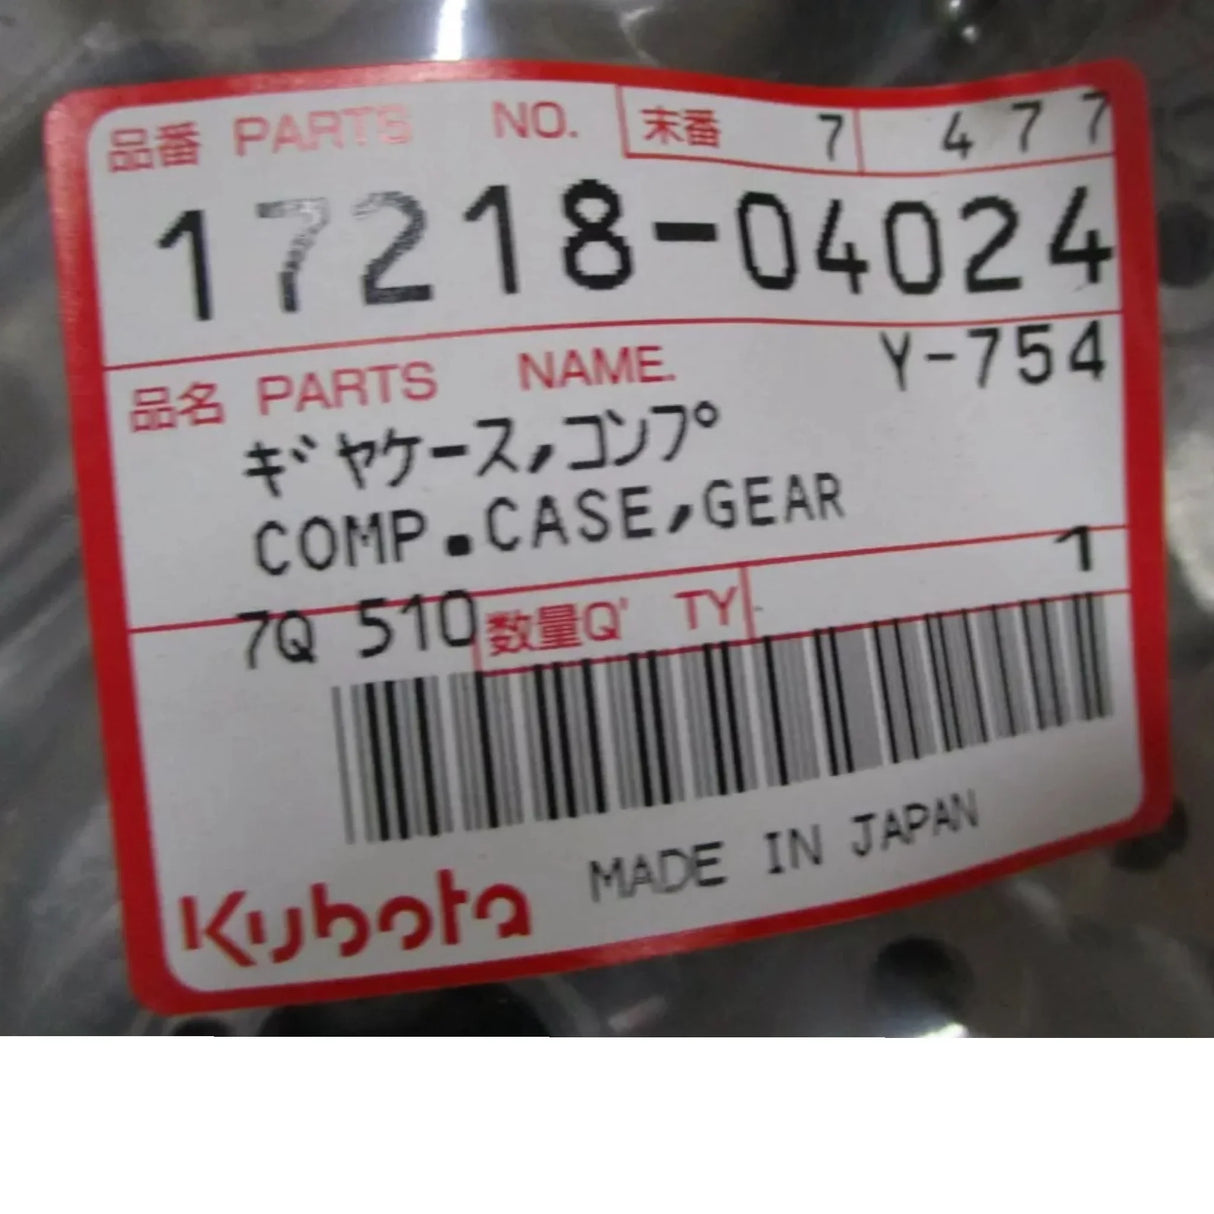 品番 PARTS NO. 末番 7 477
17218-04024
品名 PARTS NAME. Y-754
ギヤケース,コンプ
COMP.CASE,GEAR
7Q 510 数量Q'TY 1
Kubota MADE IN JAPAN